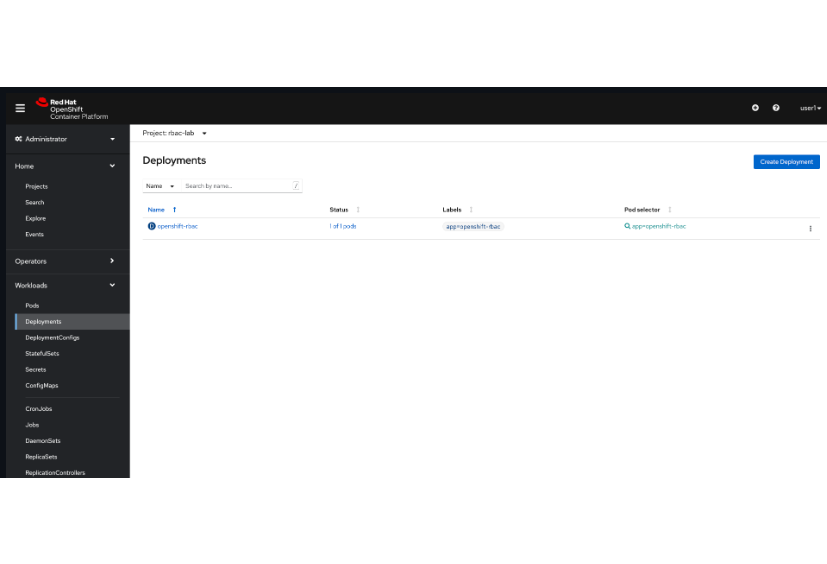 Red Hat
OpenShift
Container Platform
user1
Administrator
Project: rbac-lab
Home
Projects
Search
Explore
Events
Operators
Workloads
Pods
Deployments
DeploymentConfigs
StatefulSets
Secrets
ConfigMaps
CronJobs
Jobs
DaemonSets
ReplicaSets
ReplicationControllers
Deployments
Create Deployment
Name Search by name... /
Name Status Labels Pod selector
D openshift-rbac 1 of 1 pods app=openshift-rbac app=openshift-rbac